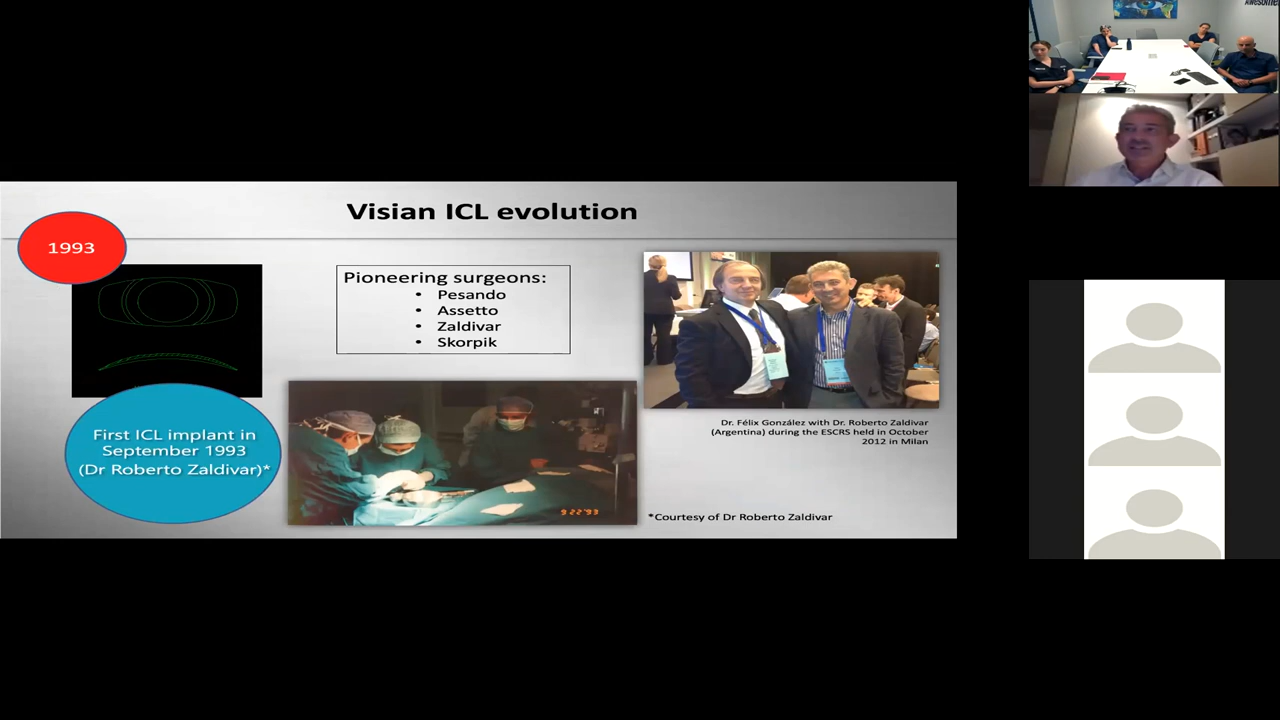 Awesome
Visian ICL evolution
1993
Pioneering surgeons:
• Pesando
• Assetto
• Zaldivar
• Skorpik
First ICL implant in
September 1993
(Dr Roberto Zaldivar)*
9.22'93
Dr. Félix González with Dr. Roberto Zaldivar
(Argentina) during the ESCRS held in October
2012 in Milan
*Courtesy of Dr Roberto Zaldivar